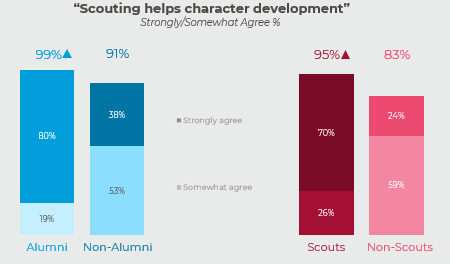 “Scouting helps character development”
Strongly/Somewhat Agree %
99%▲ 91% 95%▲ 83%
80% 38% 70% 24%
Strongly agree
19% 53% 26% 59%
Somewhat agree
Alumni Non-Alumni Scouts Non-Scouts